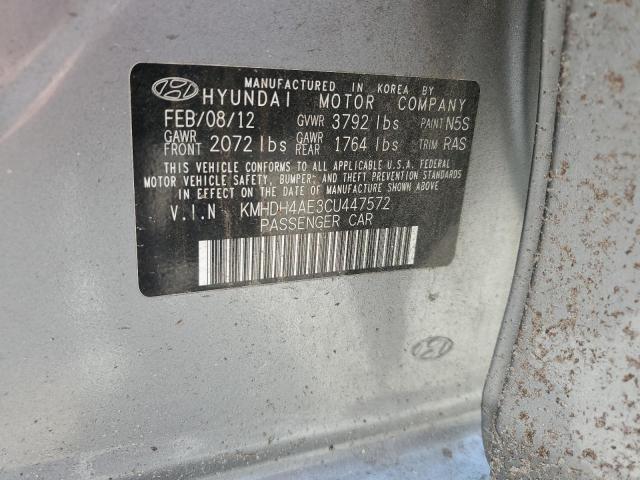 MANUFACTURED IN KOREA BY
HYUNDAI MOTOR COMPANY
FEB/08/12 GVWR 3792 lbs PAINT N5S
GAWR FRONT 2072 lbs GAWR REAR 1764 lbs TRIM RAS
THIS VEHICLE CONFORMS TO ALL APPLICABLE U.S.A. FEDERAL
MOTOR VEHICLE SAFETY, BUMPER, AND THEFT PREVENTION STANDARDS
IN EFFECT ON THE DATE OF MANUFACTURE SHOWN ABOVE.
V.I.N KMHDH4AE3CU447572
PASSENGER CAR